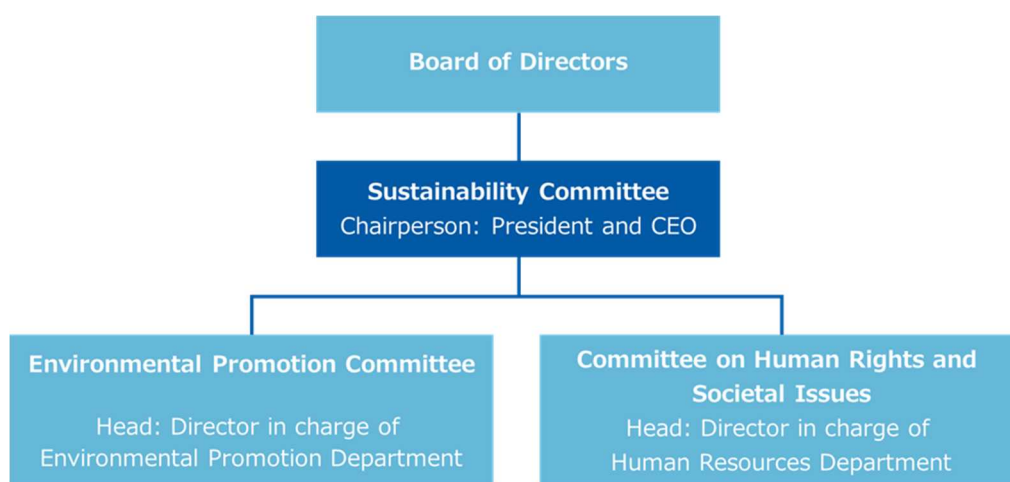 Board of Directors
Sustainability Committee
Chairperson: President and CEO
Environmental Promotion Committee
Head: Director in charge of
Environmental Promotion Department
Committee on Human Rights and
Societal Issues
Head: Director in charge of
Human Resources Department